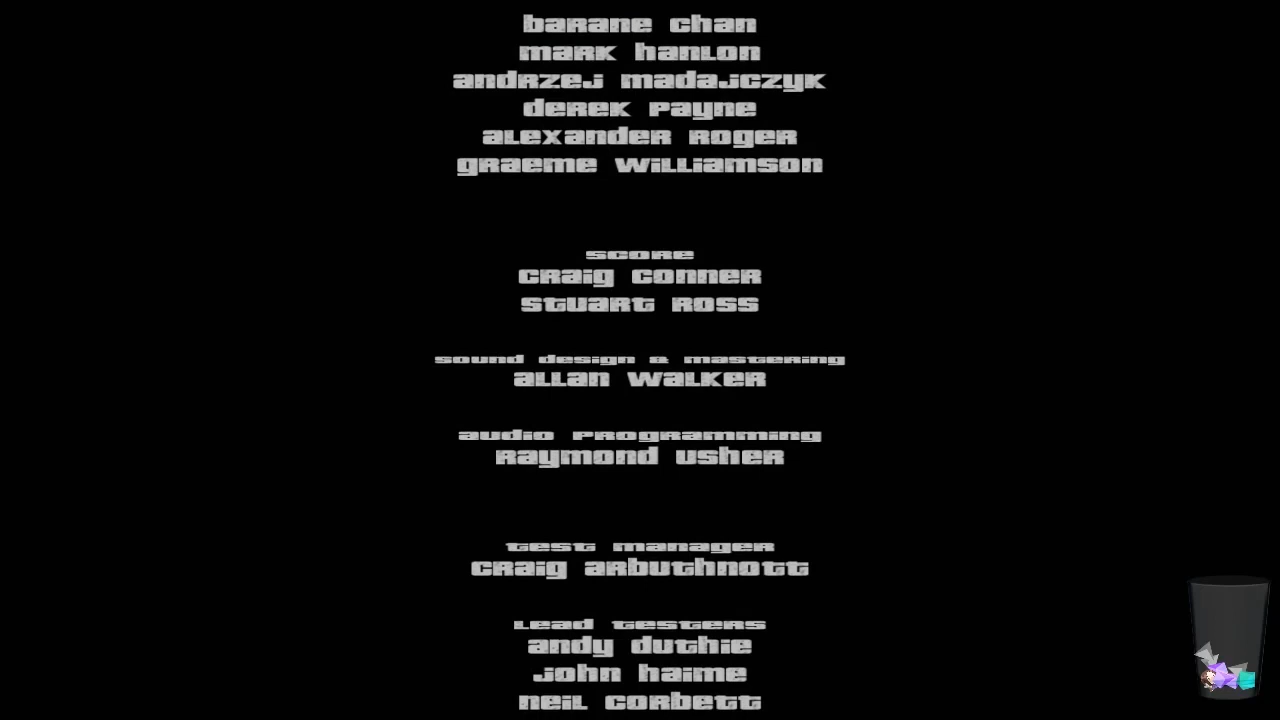 Barane Chan
Mark Hanlon
Andrzej Madajczyk
Derek Payne
Alexander Roger
Graeme Williamson
Score
Craig Conner
Stuart Ross
Sound Design & Mastering
Allan Walker
Audio Programming
Raymond Usher
Test Manager
Craig Arbuthnott
Lead Testers
Andy Duthie
John Haime
Neil Corbett